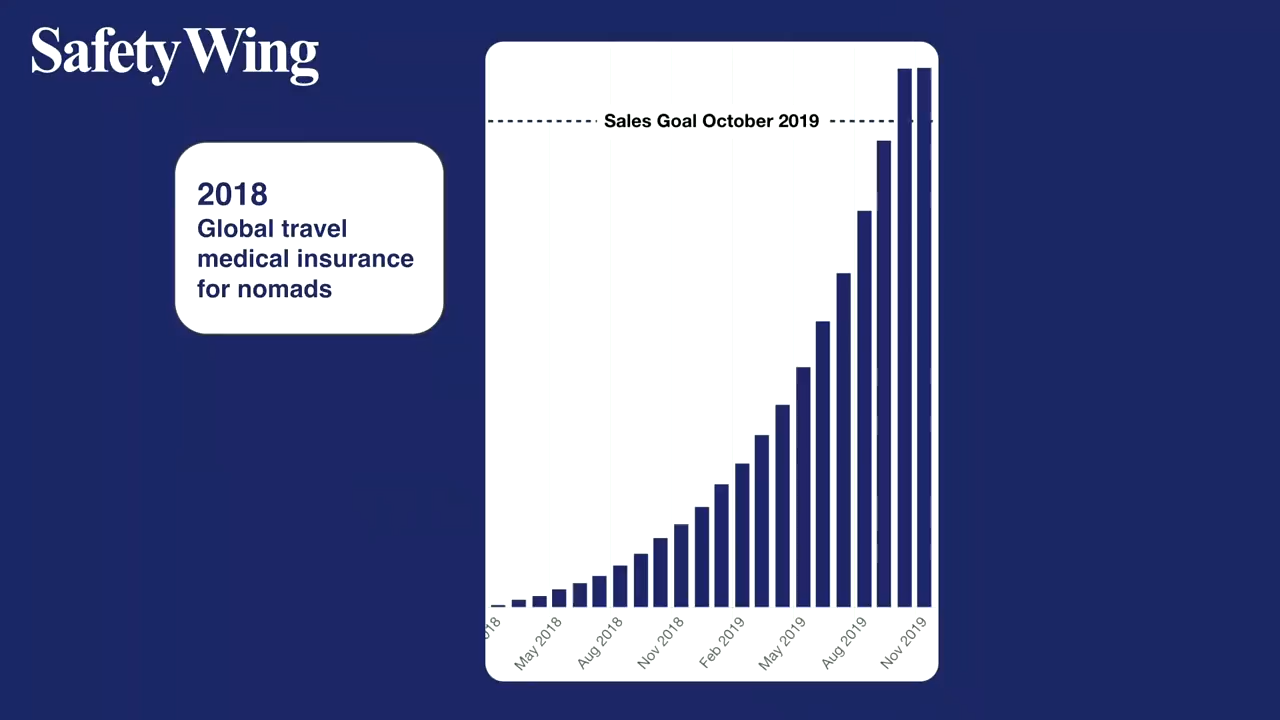 SafetyWing
2018
Global travel
medical insurance
for nomads
Sales Goal October 2019
018
May 2018
Aug 2018
Nov 2018
Feb 2019
May 2019
Aug 2019
Nov 2019